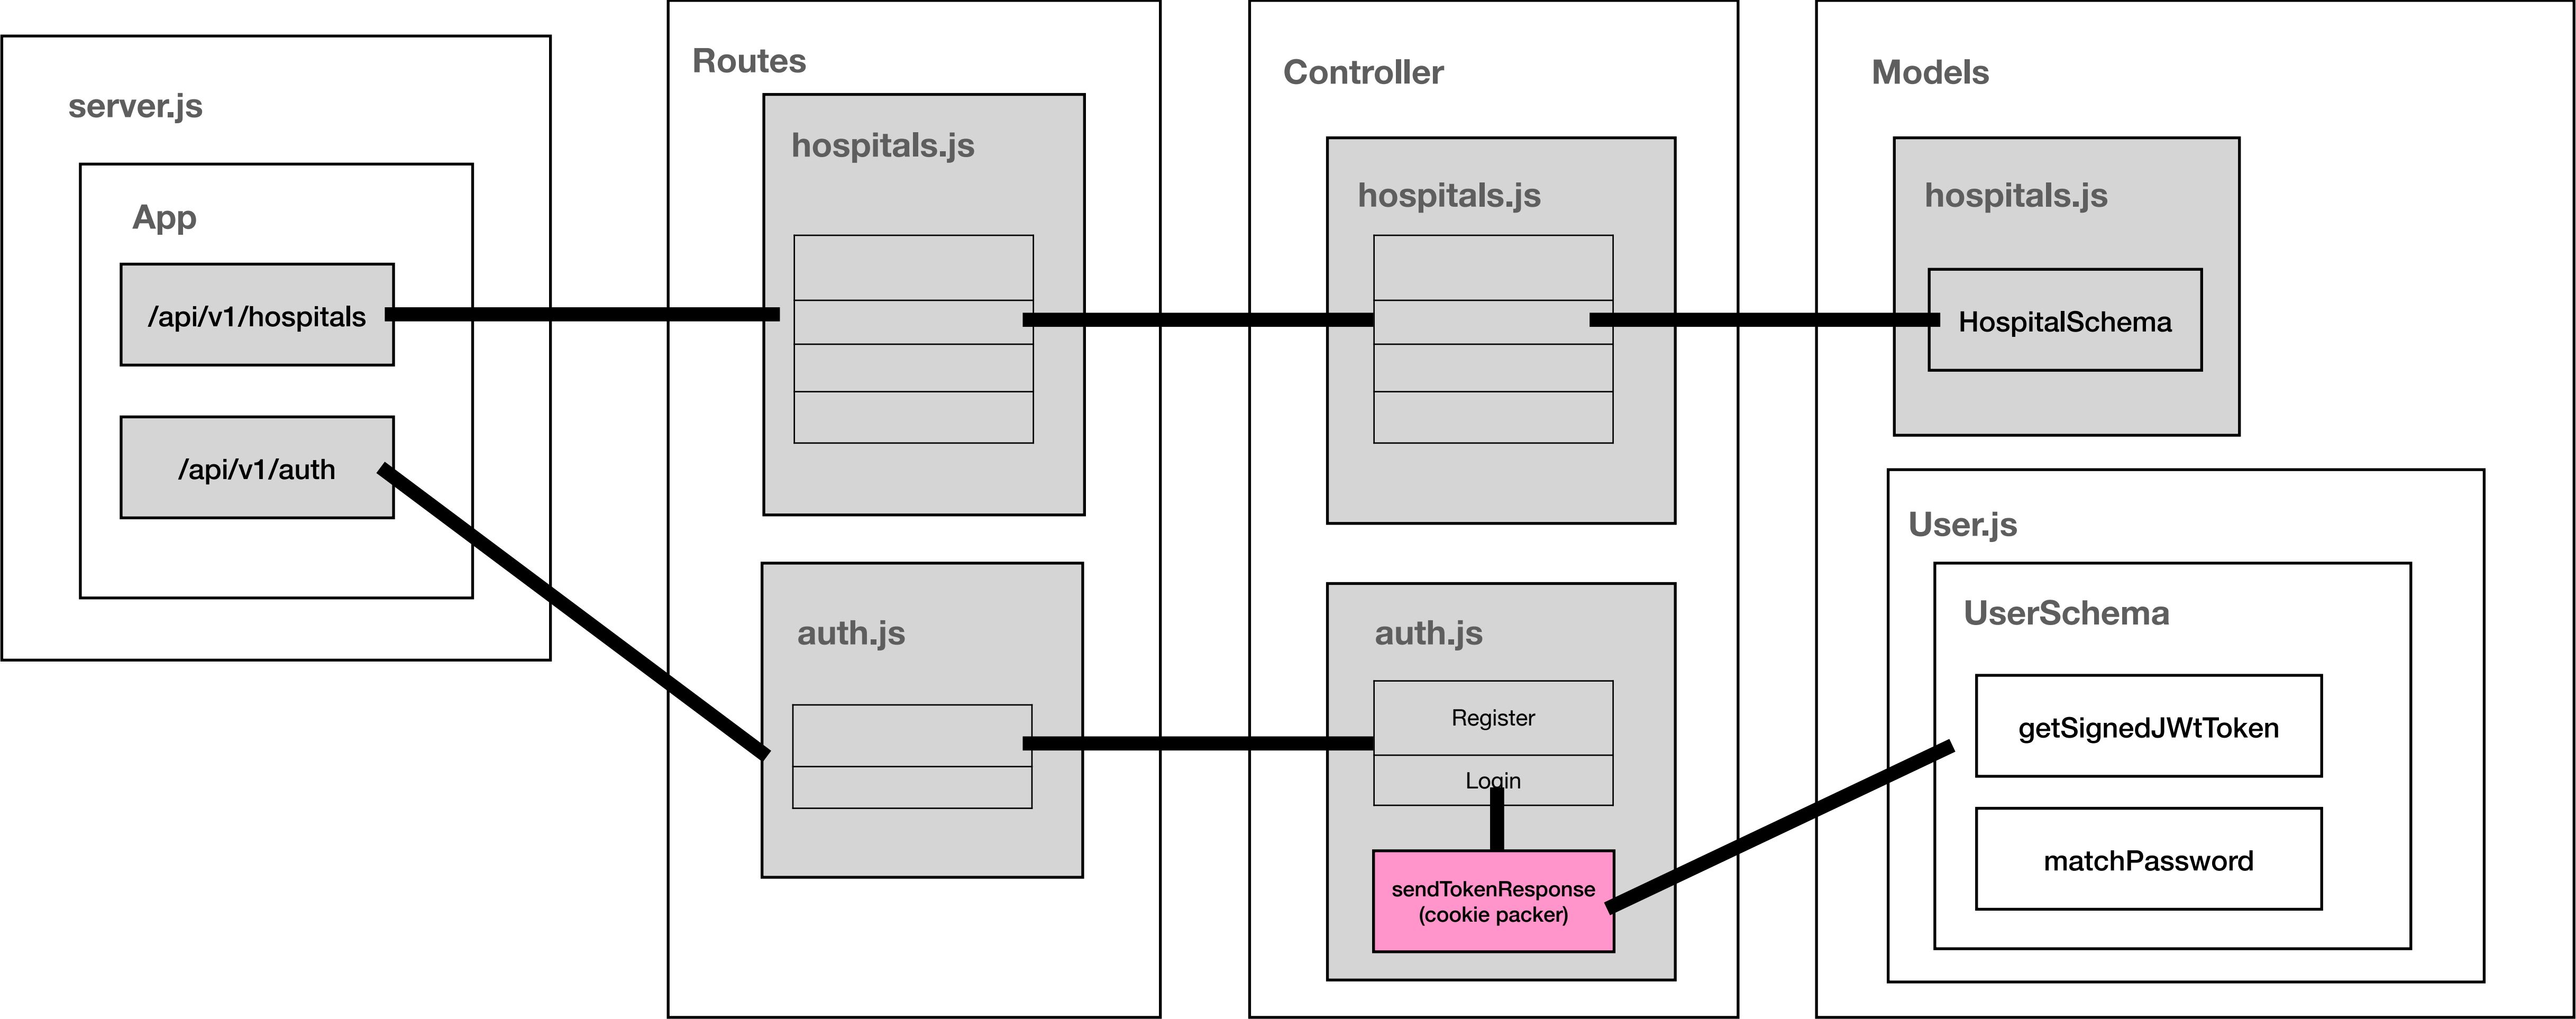 server.js
App
/api/v1/hospitals
/api/v1/auth
Routes
hospitals.js
auth.js
Controller
hospitals.js
auth.js
Register
Login
sendTokenResponse
(cookie packer)
Models
hospitals.js
HospitalSchema
User.js
UserSchema
getSignedJWtToken
matchPassword